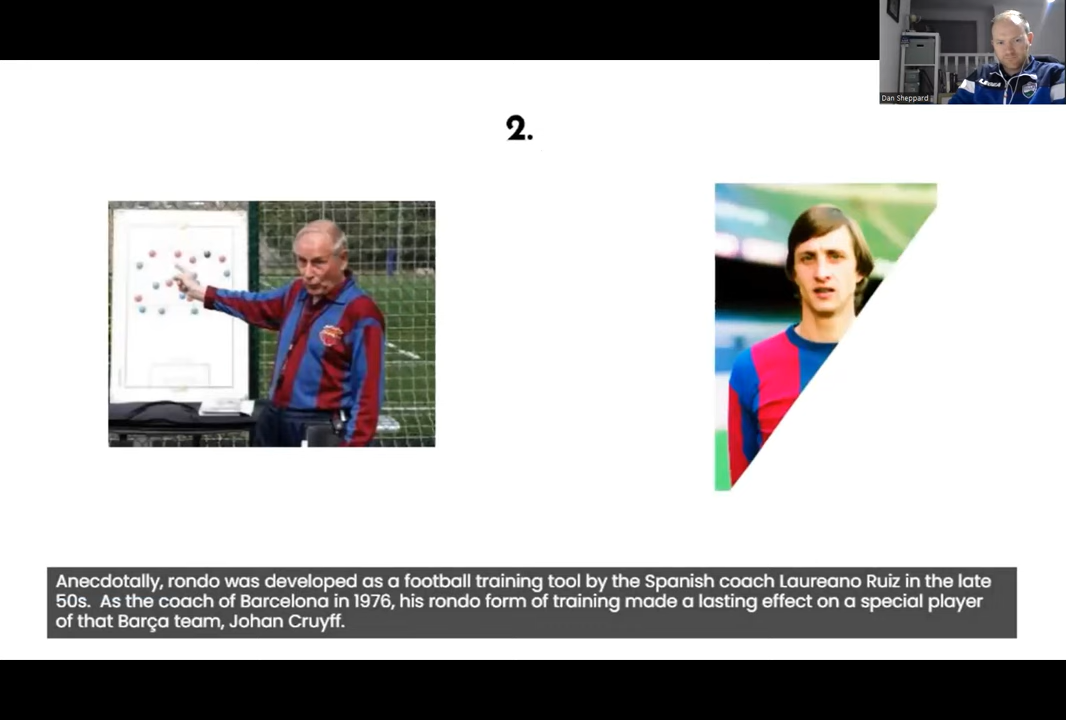 Dan Sheppard
2.
Anecdotally, rondo was developed as a football training tool by the Spanish coach Laureano Ruiz in the late
50s. As the coach of Barcelona in 1976, his rondo form of training made a lasting effect on a special player
of that Barça team, Johan Cruyff.